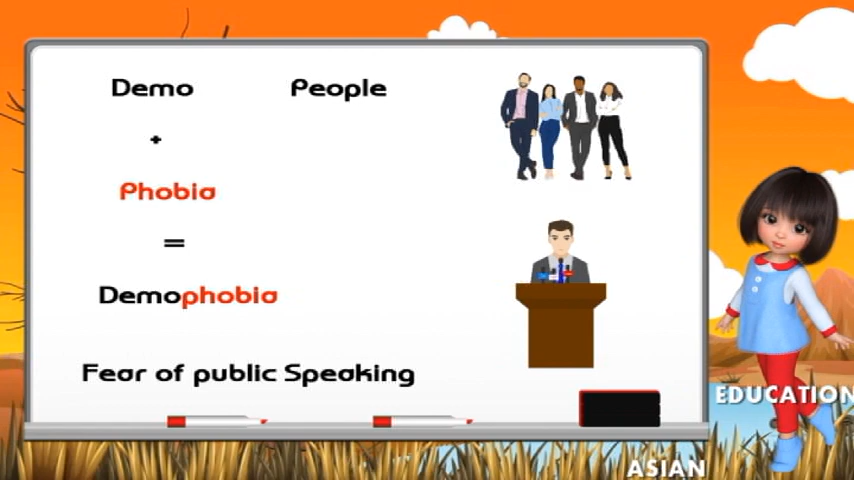 Demo People
+
Phobia
=
Demophobia
Fear of public Speaking
EDUCATION
ASIAN